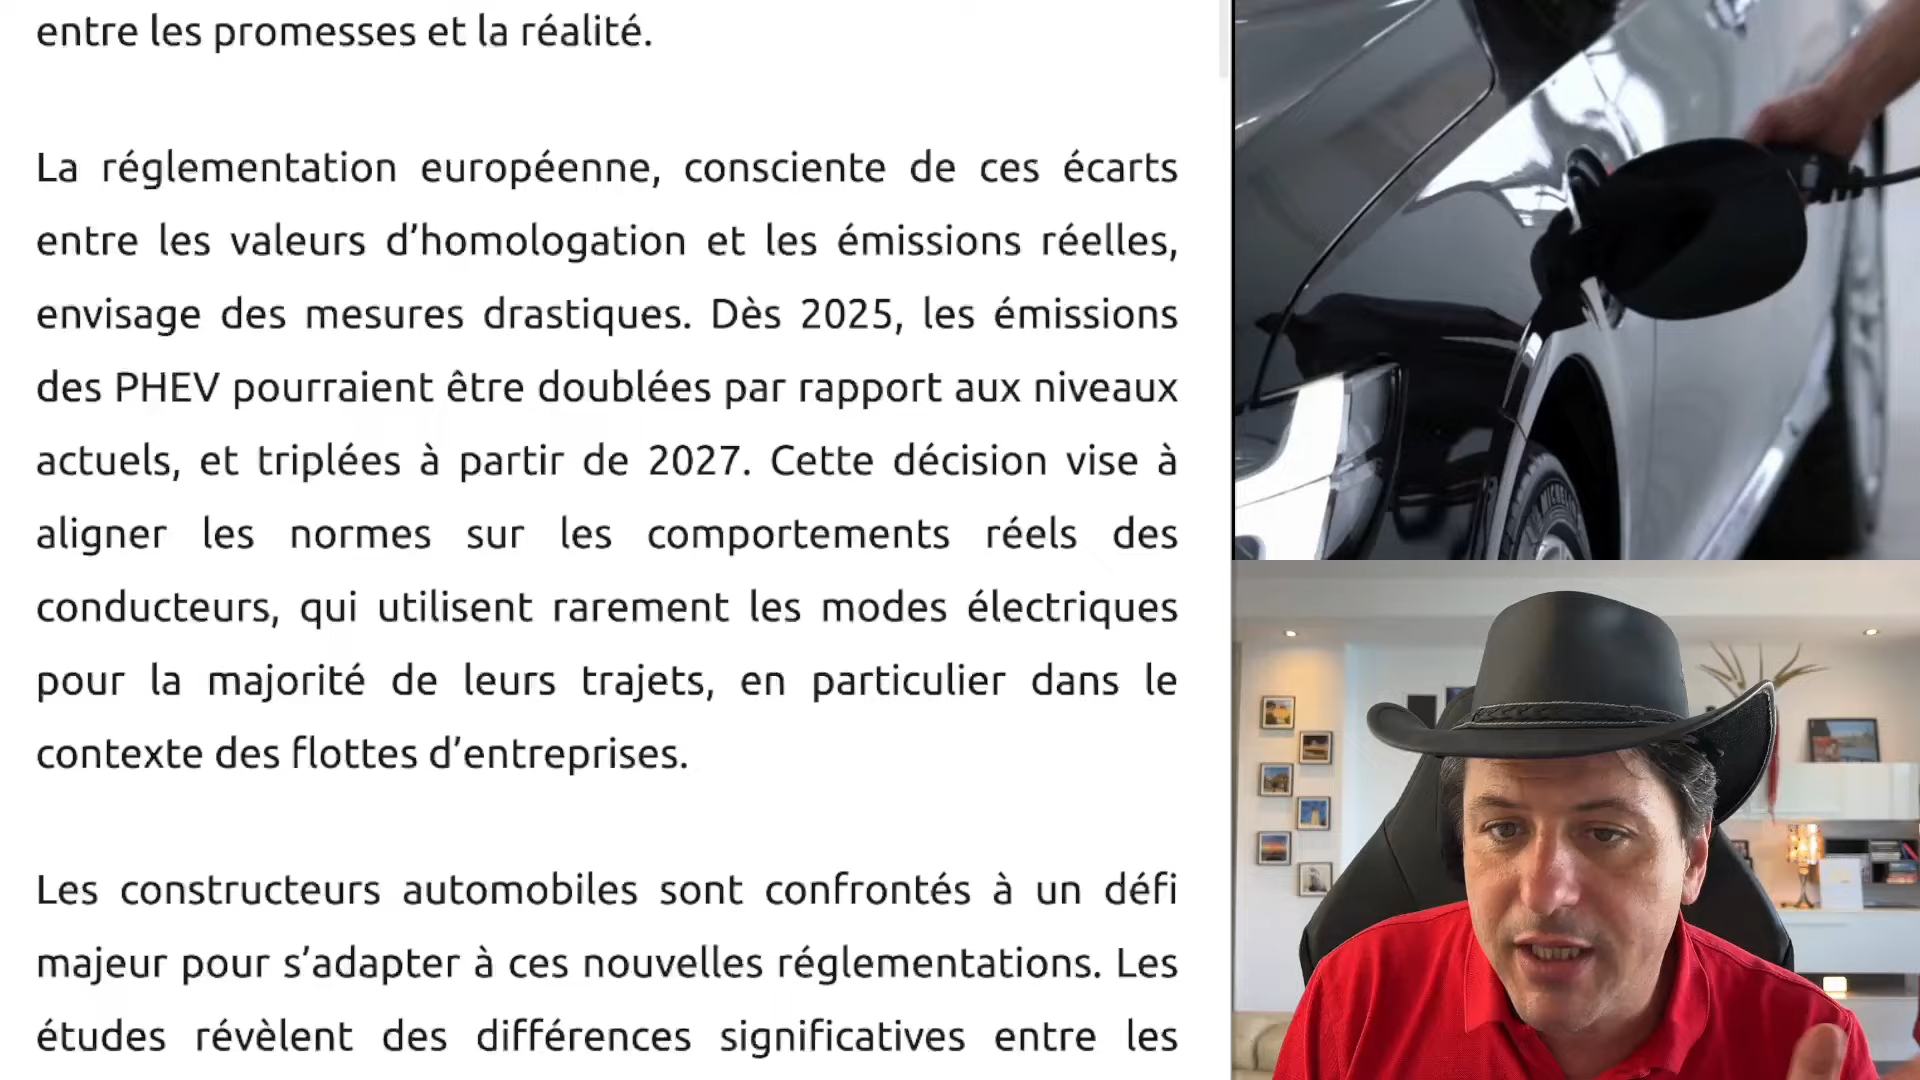 entre les promesses et la réalité.
La réglementation européenne, consciente de ces écarts
entre les valeurs d’homologation et les émissions réelles,
envisage des mesures drastiques. Dès 2025, les émissions
des PHEV pourraient être doublées par rapport aux niveaux
actuels, et triplées à partir de 2027. Cette décision vise à
aligner les normes sur les comportements réels des
conducteurs, qui utilisent rarement les modes électriques
pour la majorité de leurs trajets, en particulier dans le
contexte des flottes d’entreprises.
Les constructeurs automobiles sont confrontés à un défi
majeur pour s’adapter à ces nouvelles réglementations. Les
études révèlent des différences significatives entre les
MICHELIN